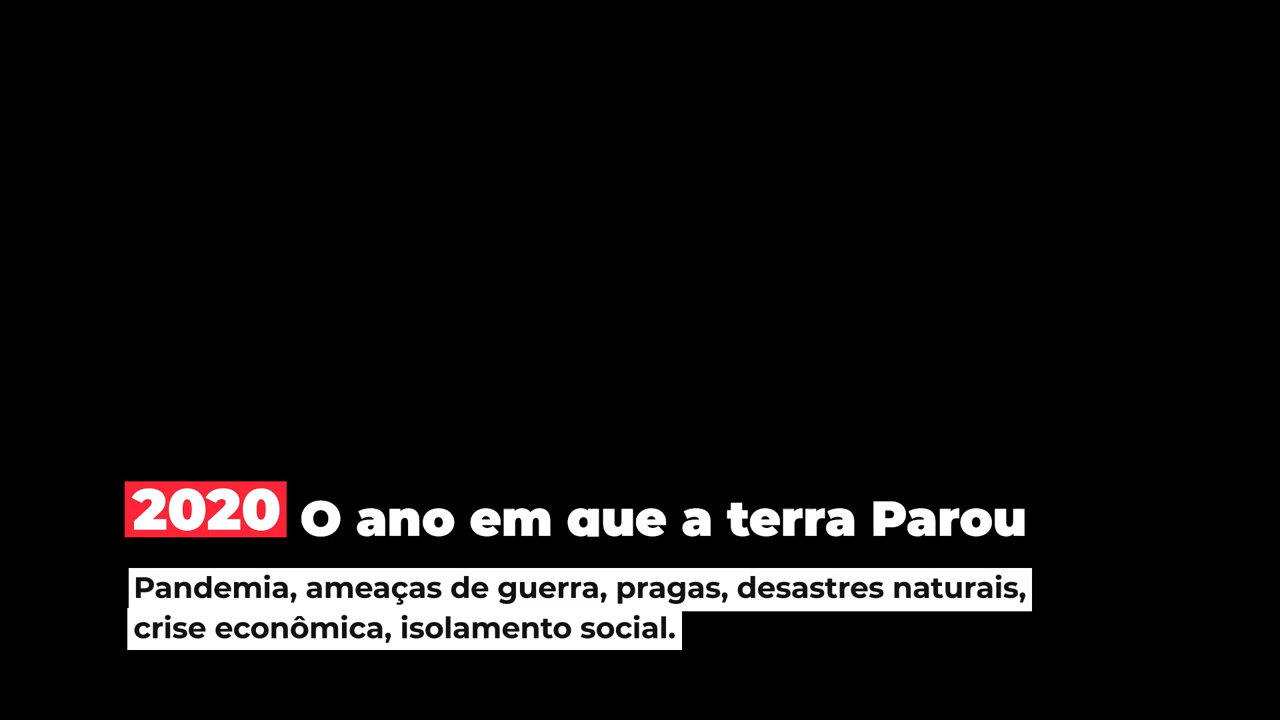 2020 O ano em que a terra Parou
Pandemia, ameaças de guerra, pragas, desastres naturais,
crise econômica, isolamento social.